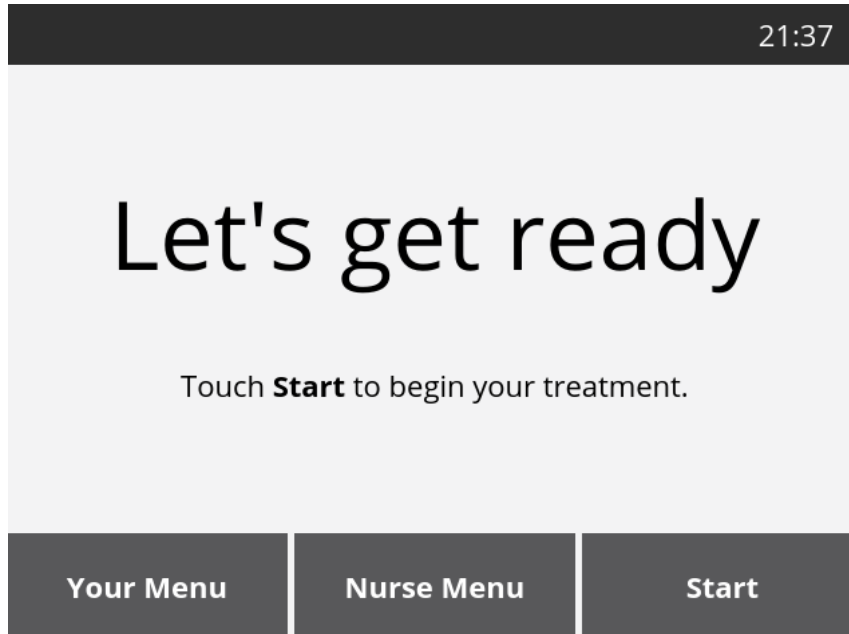 21:37
Let's get ready
Touch Start to begin your treatment.
Your Menu
Nurse Menu
Start